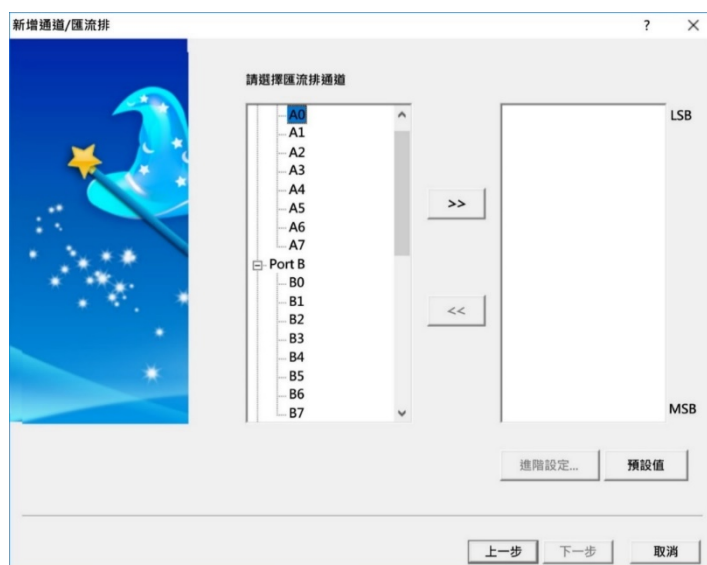 新增通道/匯流排 ? ×
請選擇匯流排通道
A0
A1
A2
A3
A4
A5
A6
A7
Port B
B0
B1
B2
B3
B4
B5
B6
B7
>>
<<
LSB
MSB
進階設定...
預設值
上一步
下一步
取消